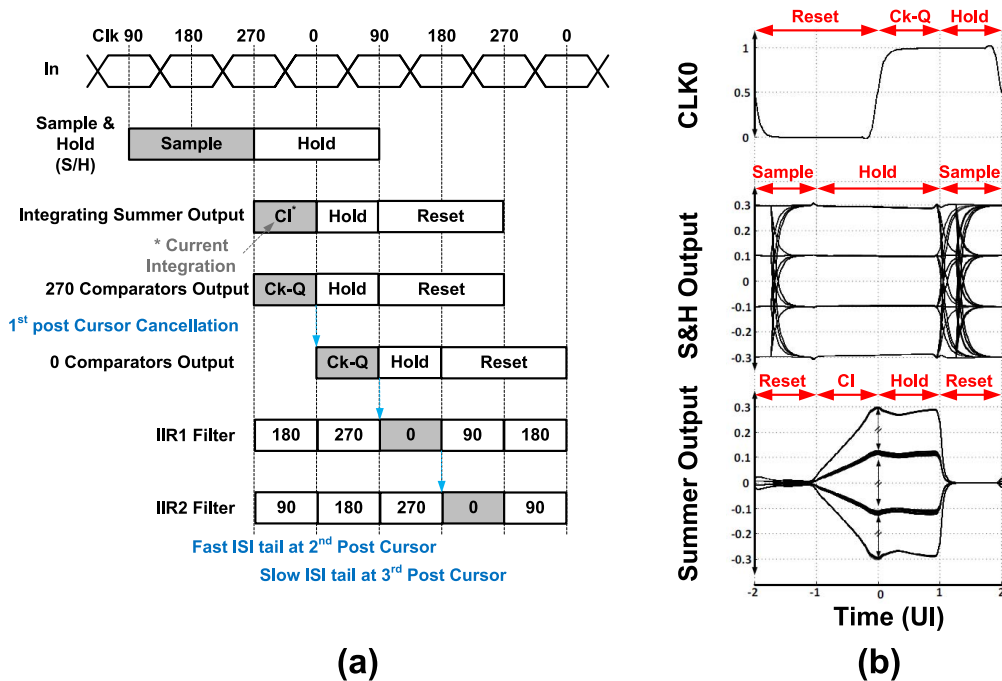 Clk 90 180 270 0 90 180 270 0
In
Sample &
Hold
(S/H)
Sample Hold
Integrating Summer Output CI* Hold Reset
* Current
Integration
270 Comparators Output Ck-Q Hold Reset
1st post Cursor Cancellation
0 Comparators Output Ck-Q Hold Reset
IIR1 Filter 180 270 0 90 180
IIR2 Filter 90 180 270 0 90
Fast ISI tail at 2nd Post Cursor
Slow ISI tail at 3rd Post Cursor
(a)
Reset Ck-Q Hold
CLK0
1
0.5
0
Sample Hold Sample
S&H Output
0.3
0.2
0.1
0
-0.1
-0.2
-0.3
Reset CI Hold Reset
Summer Output
0.3
0.2
0.1
0
-0.1
-0.2
-0.3
-2 -1 0 1 2
Time (UI)
(b)